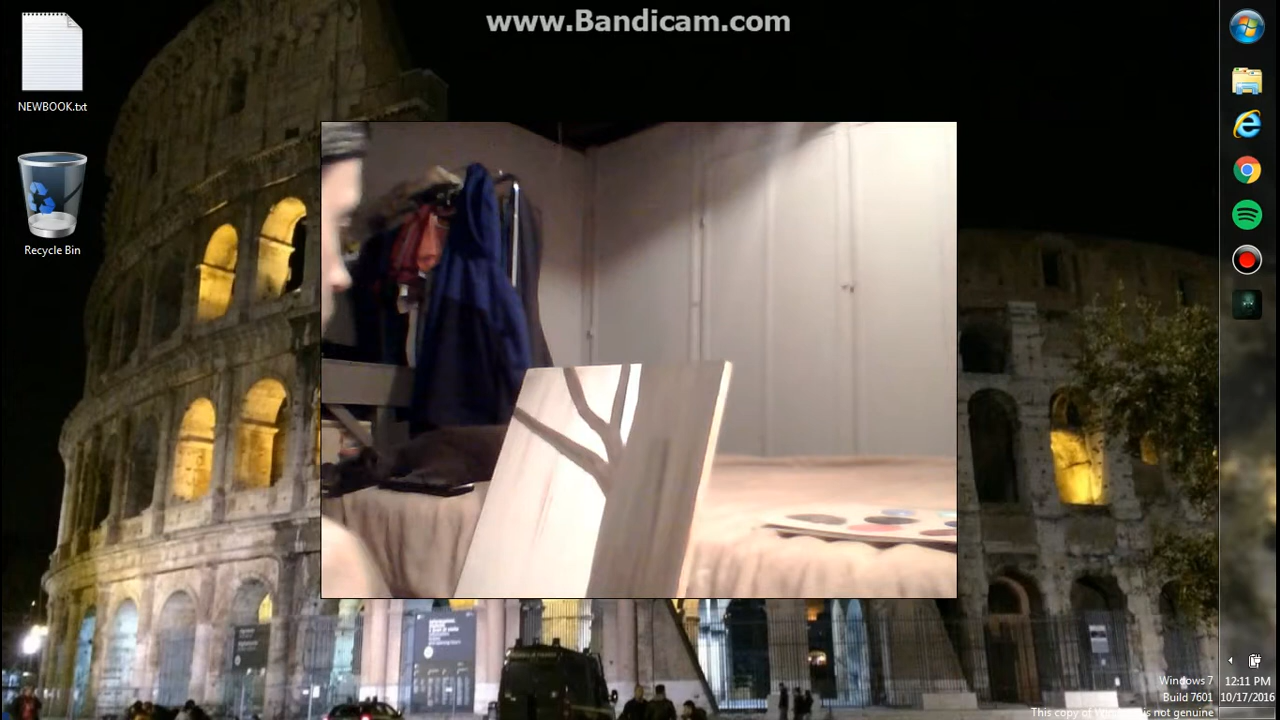 www.Bandicam.com
NEWBOOK.txt
Recycle Bin
Windows 7
12:11 PM
Build 7601
10/17/2016
This copy of Windows is not genuine